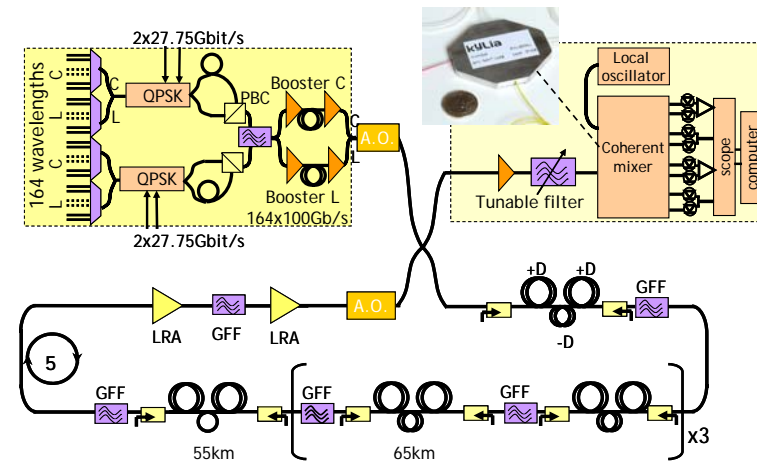 2x27.75Gbit/s
164 wavelengths
C
L
C
L
C
L
QPSK
PBC
Booster C
C
L
A.O.
QPSK
Booster L
164x100Gb/s
2x27.75Gbit/s
kylia
Local
oscillator
Coherent
mixer
scope
computer
Tunable filter
+D
+D
-D
GFF
LRA
GFF
LRA
A.O.
5
GFF
55km
GFF
65km
GFF
x3